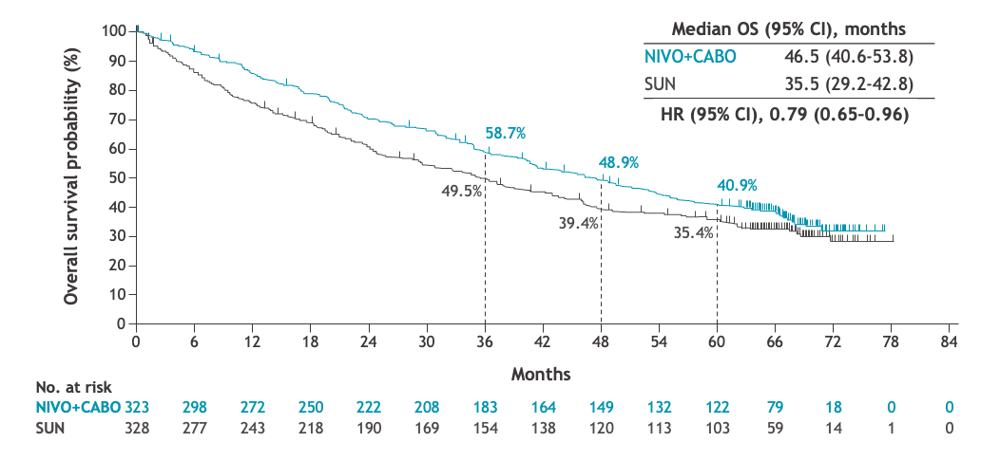 Median OS (95% CI), months
NIVO+CABO 46.5 (40.6-53.8)
SUN 35.5 (29.2-42.8)
HR (95% CI), 0.79 (0.65-0.96)
Overall survival probability (%)
100
90
80
70
60
50
40
30
20
10
0
58.7%
48.9%
40.9%
49.5%
39.4%
35.4%
0 6 12 18 24 30 36 42 48 54 60 66 72 78 84
Months
No. at risk
NIVO+CABO 323 298 272 250 222 208 183 164 149 132 122 79 18 0 0
SUN 328 277 243 218 190 169 154 138 120 113 103 59 14 1 0